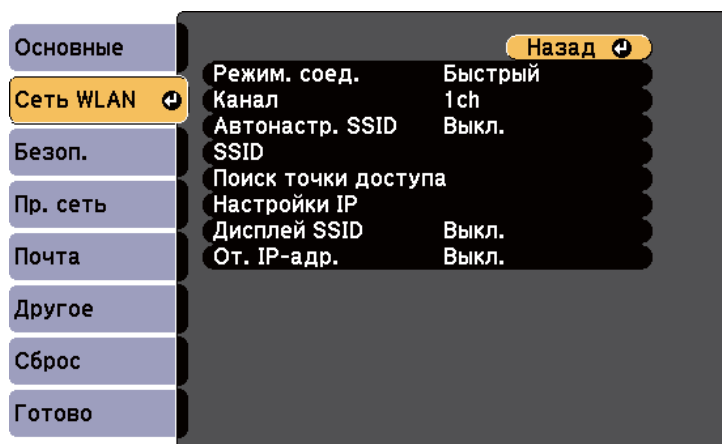 Основные
Сеть WLAN
Безоп.
Пр. сеть
Почта
Другое
Сброс
Готово
Назад
Режим. соед. Быстрый
Канал 1ch
Автонастр. SSID Выкл.
SSID
Поиск точки доступа
Настройки IP
Дисплей SSID Выкл.
От. IP-адр. Выкл.